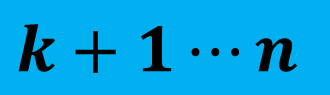 k + 1 ⋯ n